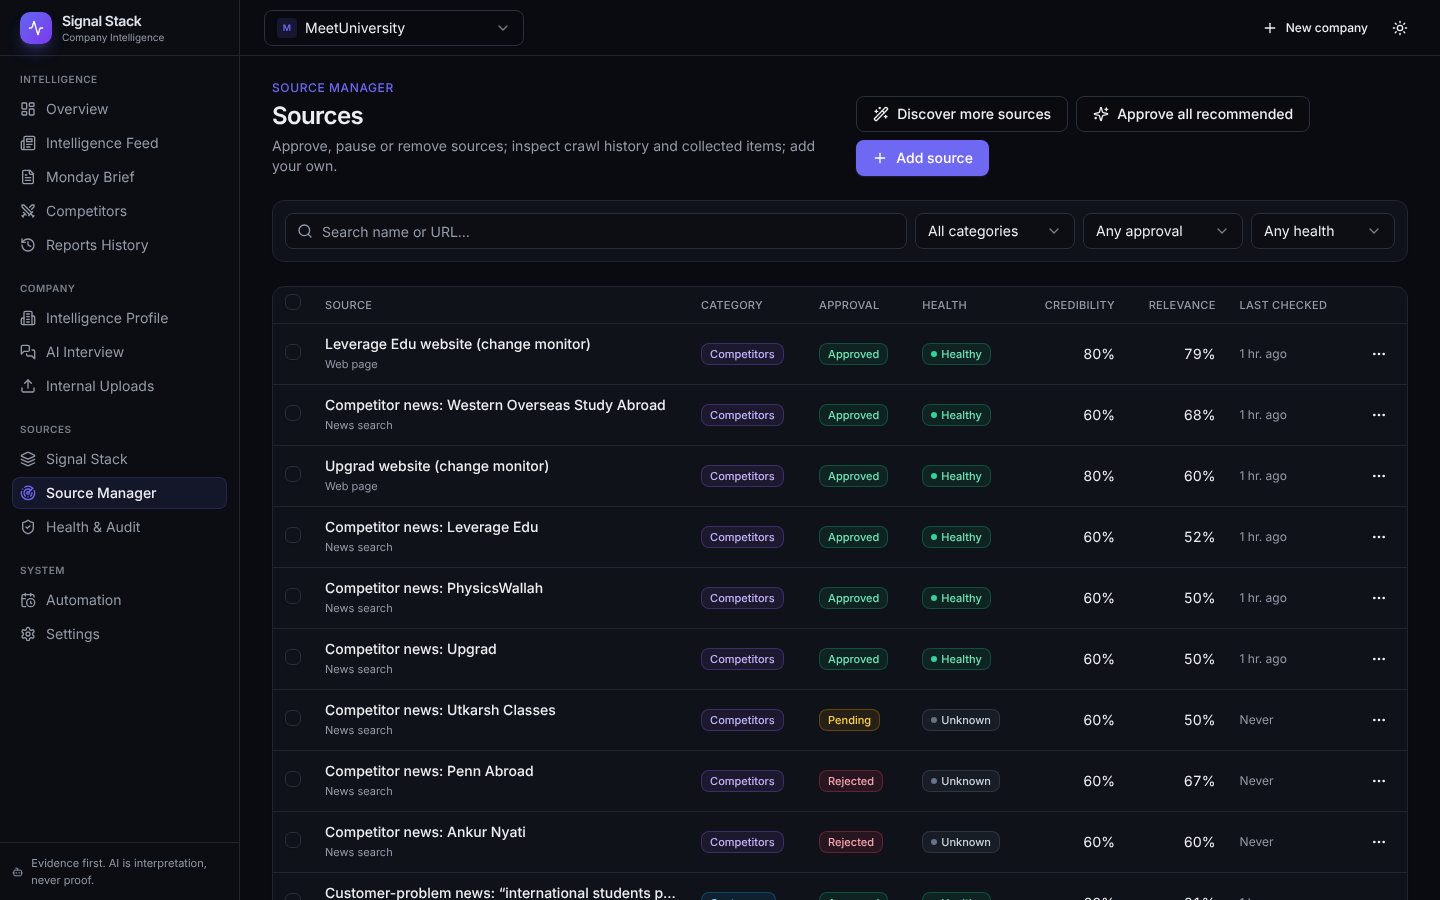 Signal Stack
Company Intelligence
M MeetUniversity
New company
INTELLIGENCE
Overview
Intelligence Feed
Monday Brief
Competitors
Reports History
COMPANY
Intelligence Profile
AI Interview
Internal Uploads
SOURCES
Signal Stack
Source Manager
Health & Audit
SYSTEM
Automation
Settings
Evidence first. AI is interpretation,
never proof.
SOURCE MANAGER
Sources
Approve, pause or remove sources; inspect crawl history and collected items; add
your own.
Discover more sources
Approve all recommended
Add source
Search name or URL...
All categories
Any approval
Any health
SOURCE CATEGORY APPROVAL HEALTH CREDIBILITY RELEVANCE LAST CHECKED
Leverage Edu website (change monitor)
Web page
Competitors Approved Healthy 80% 79% 1 hr. ago
Competitor news: Western Overseas Study Abroad
News search
Competitors Approved Healthy 60% 68% 1 hr. ago
Upgrad website (change monitor)
Web page
Competitors Approved Healthy 80% 60% 1 hr. ago
Competitor news: Leverage Edu
News search
Competitors Approved Healthy 60% 52% 1 hr. ago
Competitor news: PhysicsWallah
News search
Competitors Approved Healthy 60% 50% 1 hr. ago
Competitor news: Upgrad
News search
Competitors Approved Healthy 60% 50% 1 hr. ago
Competitor news: Utkarsh Classes
News search
Competitors Pending Unknown 60% 50% Never
Competitor news: Penn Abroad
News search
Competitors Rejected Unknown 60% 67% Never
Competitor news: Ankur Nyati
News search
Competitors Rejected Unknown 60% 60% Never
Customer-problem news: “international students p...